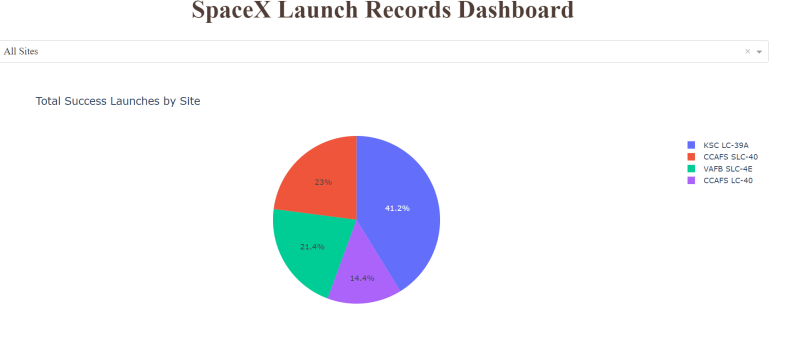 SpaceX Launch Records Dashboard
All Sites
Total Success Launches by Site
KSC LC-39A
CCAFS SLC-40
VAFB SLC-4E
CCAFS LC-40
23%
41.2%
21.4%
14.4%